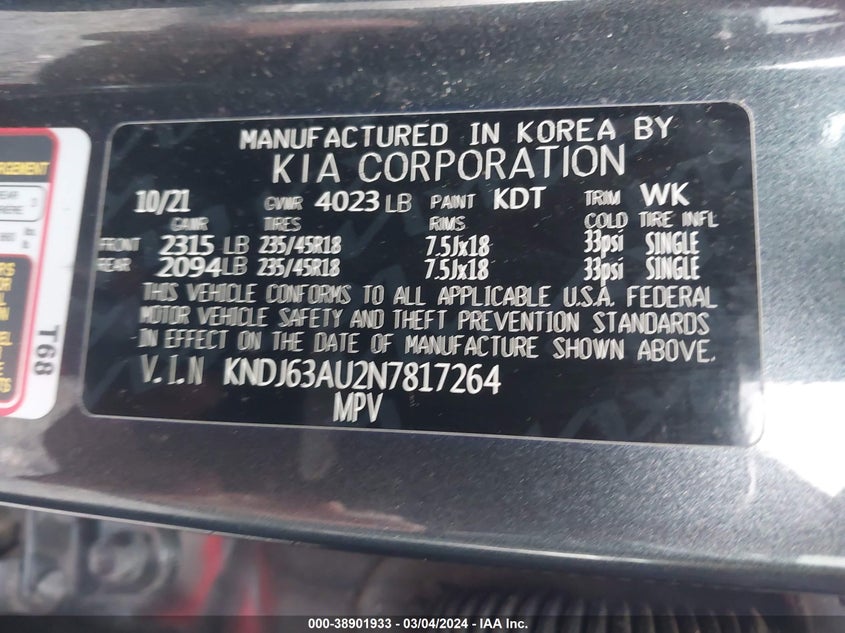 MANUFACTURED IN KOREA BY
KIA CORPORATION
10/21 GVWR 4023 LB PAINT KDT TRIM WK
GAWR TIRES RIMS COLD TIRE INFL
FRONT 2315 LB 235/45R18 7.5Jx18 33psi SINGLE
REAR 2094 LB 235/45R18 7.5Jx18 33psi SINGLE
THIS VEHICLE CONFORMS TO ALL APPLICABLE U.S.A. FEDERAL
MOTOR VEHICLE SAFETY AND THEFT PREVENTION STANDARDS
IN EFFECT ON THE DATE OF MANUFACTURE SHOWN ABOVE.
V.I.N KNDJ63AU2N7817264
MPV
T68
000-38901933 - 03/04/2024 - IAA Inc.